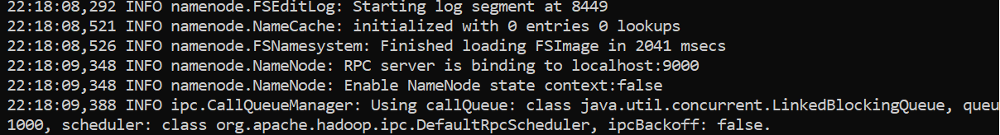 22:18:08,292 INFO namenode.FSEditLog: Starting log segment at 8449
22:18:08,521 INFO namenode.NameCache: initialized with 0 entries 0 lookups
22:18:08,526 INFO namenode.FSNamesystem: Finished loading FSImage in 2041 msecs
22:18:09,348 INFO namenode.NameNode: RPC server is binding to localhost:9000
22:18:09,348 INFO namenode.NameNode: Enable NameNode state context:false
22:18:09,388 INFO ipc.CallQueueManager: Using callQueue: class java.util.concurrent.LinkedBlockingQueue, queu
1000, scheduler: class org.apache.hadoop.ipc.DefaultRpcScheduler, ipcBackoff: false.